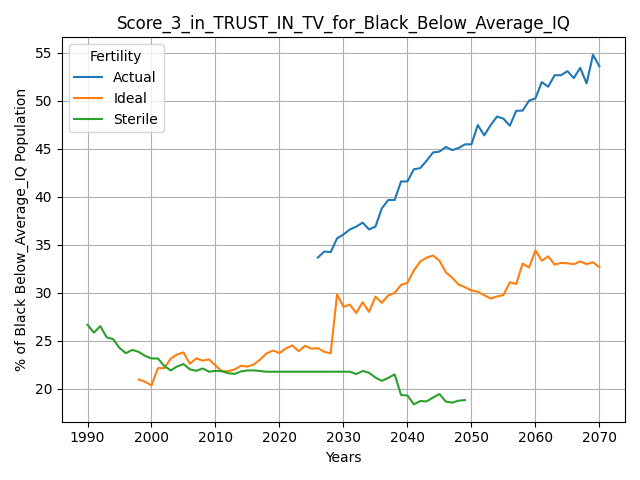 Score_3_in_TRUST_IN_TV_for_Black_Below_Average_IQ
% of Black Below_Average_IQ Population
55
50
45
40
35
30
25
20
Fertility
Actual
Ideal
Sterile
1990 2000 2010 2020 2030 2040 2050 2060 2070
Years